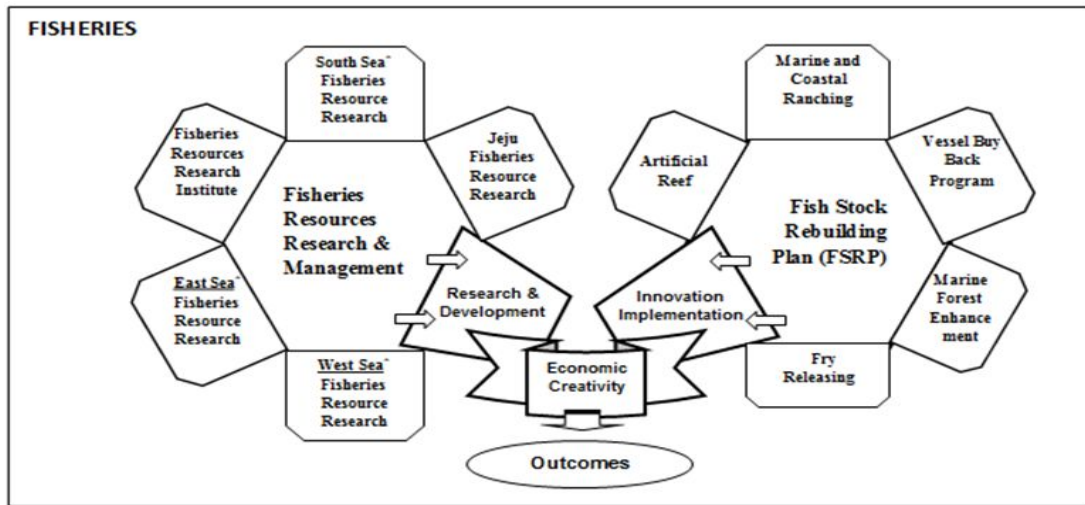 FISHERIES
South Sea˜
Fisheries
Resource
Research
Fisheries
Resources
Research
Institute
Jeju
Fisheries
Resource
Research
Fisheries
Resources
Research &
Management
East Sea˜
Fisheries
Resource
Research
West Sea˜
Fisheries
Resource
Research
Research &
Development
Economic
Creativity
Outcomes
Innovation
Implementation
Marine and
Coastal
Ranching
Artificial
Reef
Vessel Buy
Back
Program
Fish Stock
Rebuilding
Plan (FSRP)
Marine
Forest
Enhance
ment
Fry
Releasing